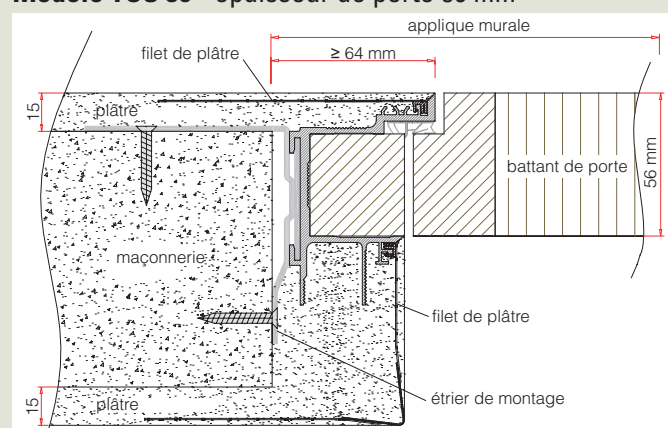 applique murale
filet de plâtre
≥ 64 mm
15
plâtre
battant de porte
56 mm
maçonnerie
filet de plâtre
étrier de montage
15
plâtre